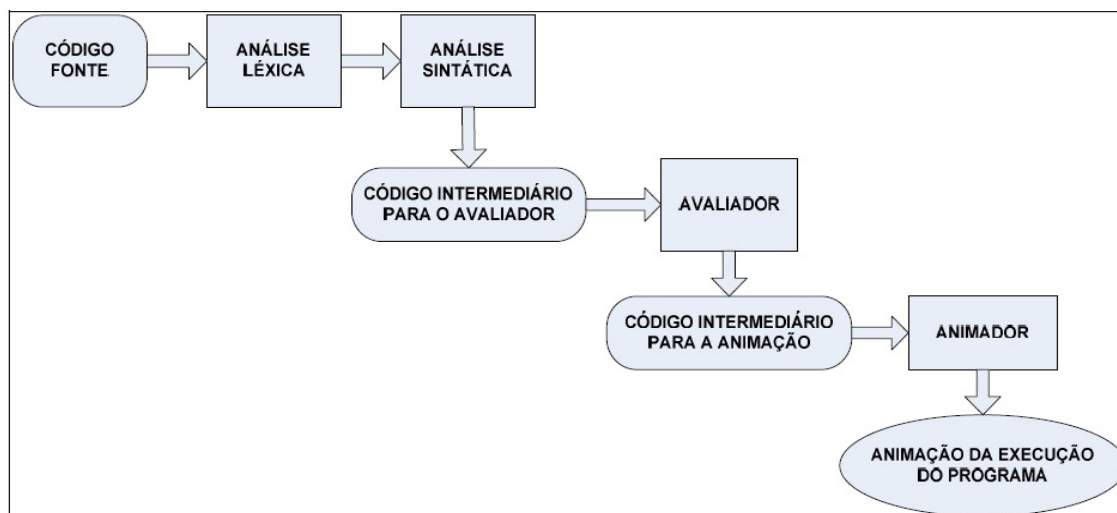 CÓDIGO
FONTE
ANÁLISE
LÉXICA
ANÁLISE
SINTÁTICA
CÓDIGO INTERMEDIÁRIO
PARA O AVALIADOR
AVALIADOR
CÓDIGO INTERMEDIÁRIO
PARA A ANIMAÇÃO
ANIMADOR
ANIMAÇÃO DA EXECUÇÃO
DO PROGRAMA